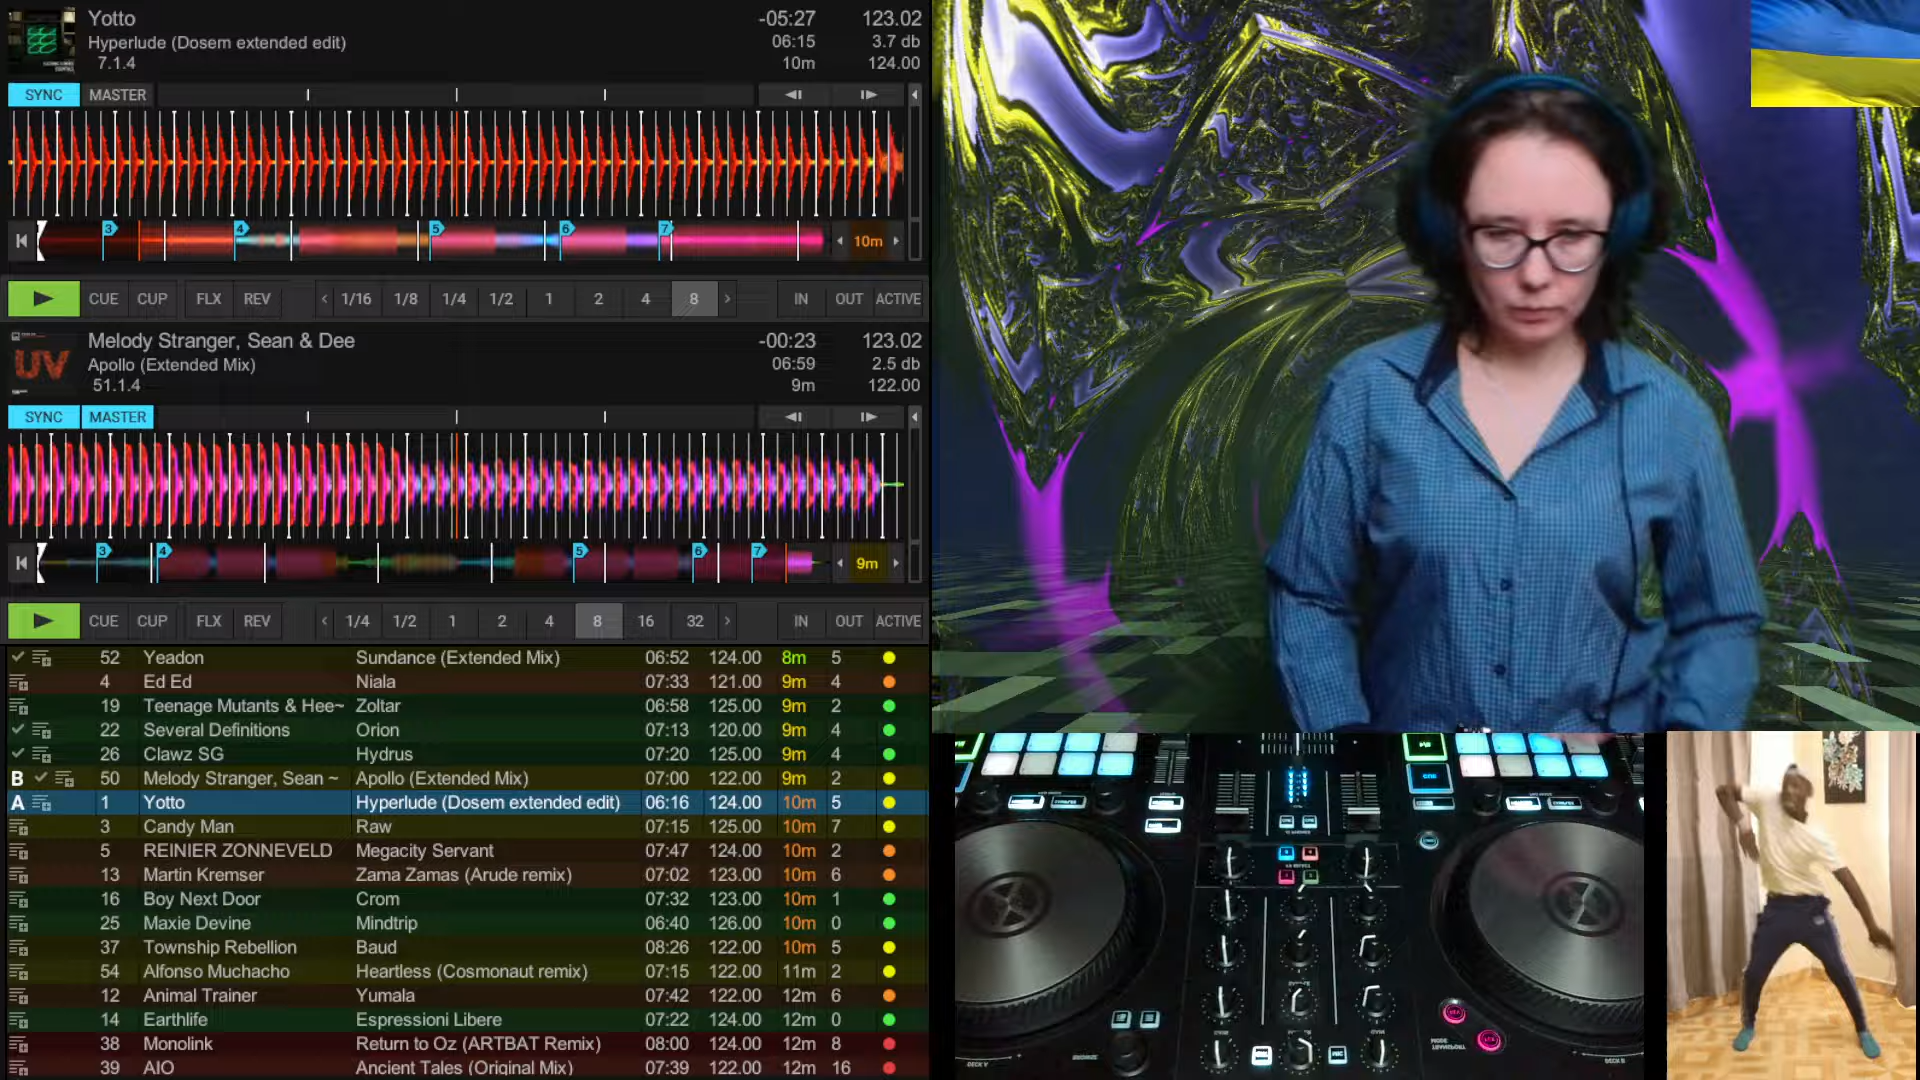 Yotto -05:27 123.02
Hyperlude (Dosem extended edit) 06:15 3.7 db
7.1.4 10m 124.00
SYNC MASTER
3 4 5 6 7 10m
CUE CUP FLX REV 1/16 1/8 1/4 1/2 1 2 4 8 IN OUT ACTIVE
UV
Melody Stranger, Sean & Dee -00:23 123.02
Apollo (Extended Mix) 06:59 2.5 db
51.1.4 9m 122.00
SYNC MASTER
3 4 5 6 7 9m
CUE CUP FLX REV 1/4 1/2 1 2 4 8 16 32 IN OUT ACTIVE
52 Yeadon Sundance (Extended Mix) 06:52 124.00 8m 5
4 Ed Ed Niala 07:33 121.00 9m 4
19 Teenage Mutants & Hee~ Zoltar 06:58 125.00 9m 2
22 Several Definitions Orion 07:13 120.00 9m 4
26 Clawz SG Hydrus 07:20 125.00 9m 4
B 50 Melody Stranger, Sean ~ Apollo (Extended Mix) 07:00 122.00 9m 2
A 1 Yotto Hyperlude (Dosem extended edit) 06:16 124.00 10m 5
3 Candy Man Raw 07:15 125.00 10m 7
5 REINIER ZONNEVELD Megacity Servant 07:47 124.00 10m 2
13 Martin Kremser Zama Zamas (Arude remix) 07:02 123.00 10m 6
16 Boy Next Door Crom 07:32 123.00 10m 1
25 Maxie Devine Mindtrip 06:40 126.00 10m 0
37 Township Rebellion Baud 08:26 122.00 10m 5
54 Alfonso Muchacho Heartless (Cosmonaut remix) 07:15 122.00 11m 2
12 Animal Trainer Yumala 07:42 122.00 12m 6
14 Earthlife Espressioni Libere 07:22 124.00 12m 0
38 Monolink Return to Oz (ARTBAT Remix) 08:00 124.00 12m 8
39 AIO Ancient Tales (Original Mix) 07:39 122.00 12m 16